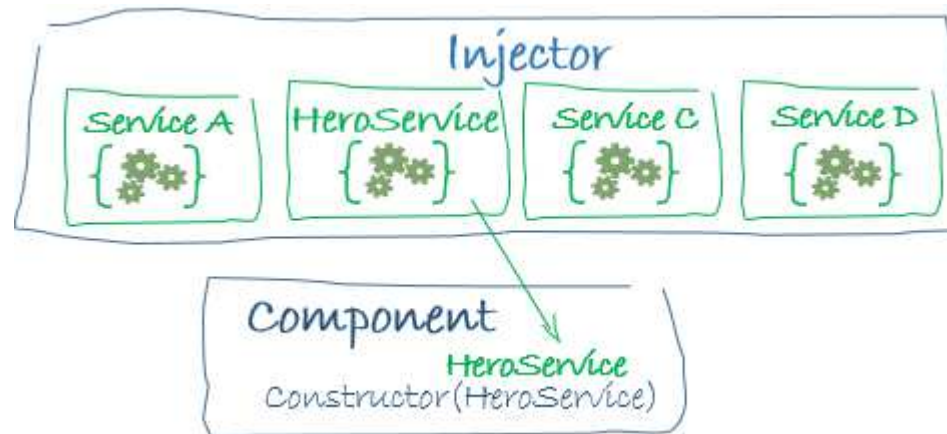 Injector
Service A
HeroService
Service C
Service D
Component
HeroService
Constructor(HeroService)